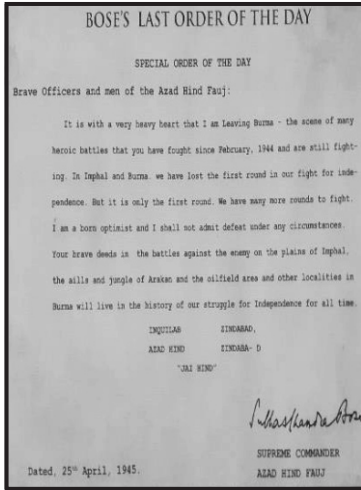 BOSE'S LAST ORDER OF THE DAY
SPECIAL ORDER OF THE DAY
Brave Officers and men of the Azad Hind Fauj:
It is with a very heavy heart that I am Leaving Burma - the scene of many
heroic battles that you have fought since February, 1944 and are still fight-
ing. In Imphal and Burma. we have lost the first round in our fight for inde-
pendence. But it is only the first round. We have many more rounds to fight.
I am a born optimist and I shall not admit defeat under any circumstances.
Your brave deeds in the battles against the enemy on the plains of Imphal,
the aills and jungle of Arakan and the oilfield area and other localities in
Burma will live in the history of our struggle for Independence for all time.
INQUILAB ZINDABAD,
AZAD HIND ZINDABA- D
"JAI HIND"
Subhas Chandra Bose
SUPREME COMMANDER
Dated, 25th April, 1945. AZAD HIND FAUJ